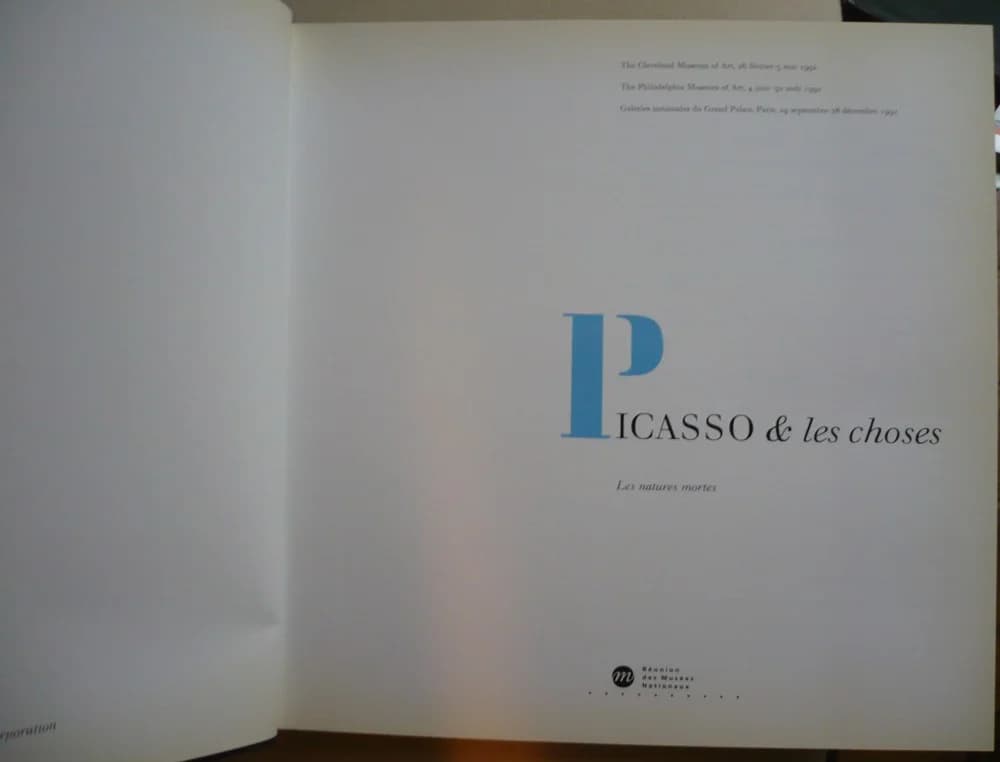 rporation
The Cleveland Museum of Art, 26 février-3 mai 1992
The Philadelphia Museum of Art, 4 juin- août 1992
Galeries nationales du Grand Palais, Paris, 19 septembre-28 décembre 1992
PICASSO & les choses
Les natures mortes
m
Réunion
des Musées
Nationaux